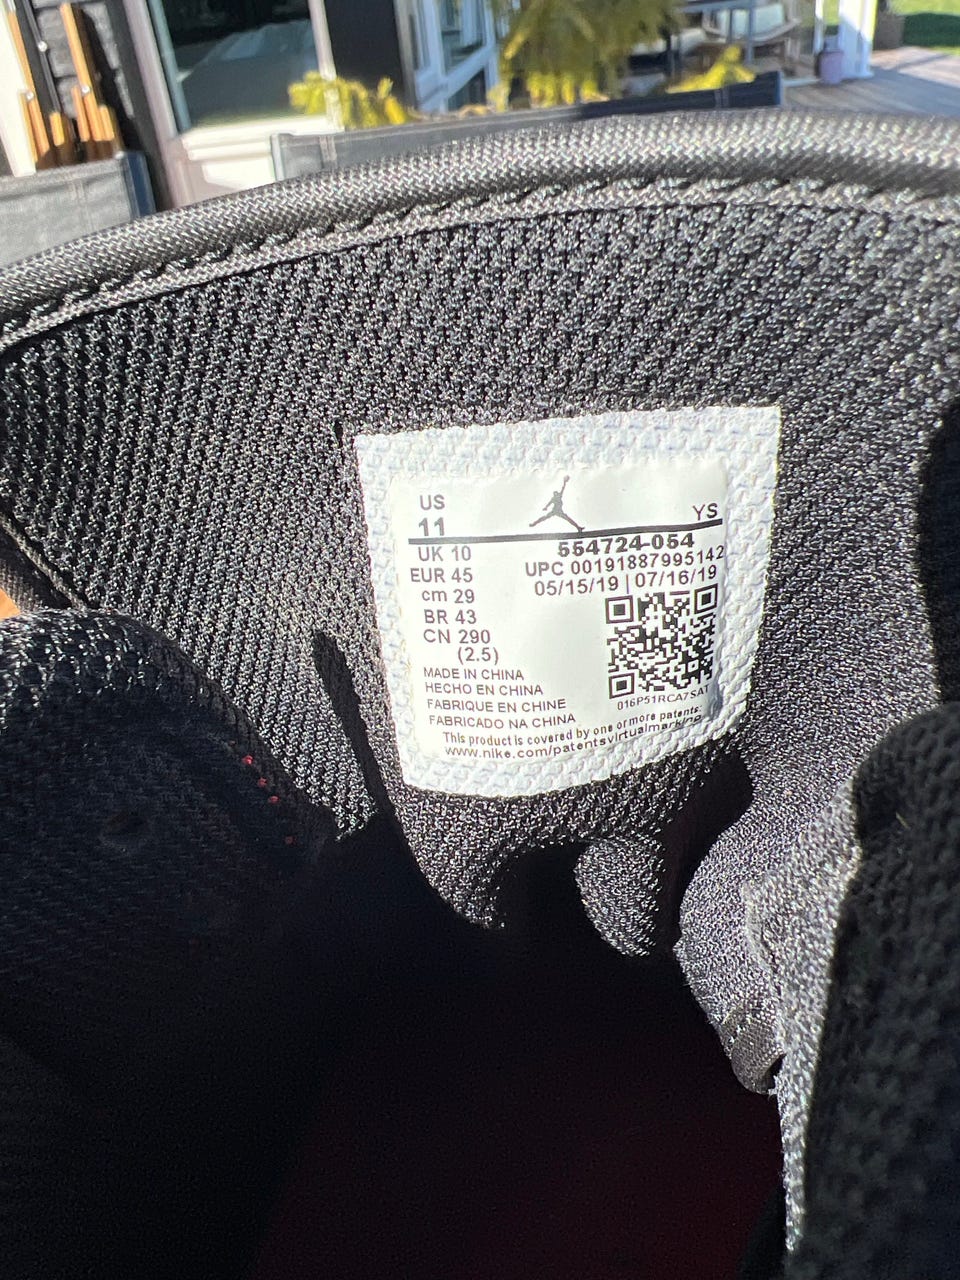 US
11
YS
UK 10
554724-054
EUR 45
UPC 00191887995142
cm 29
05/15/19 | 07/16/19
BR 43
CN 290
(2.5)
MADE IN CHINA
HECHO EN CHINA
FABRIQUE EN CHINE
FABRICADO NA CHINA
016P51RCA7SAT
This product is covered by one or more patents:
www.nike.com/patentsvirtualmarking